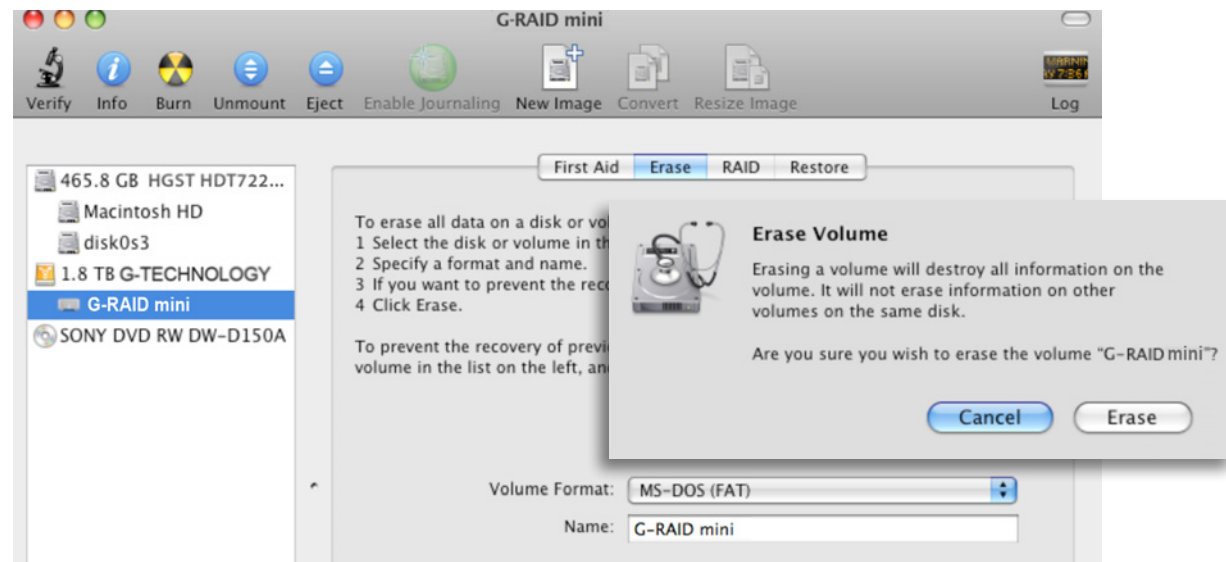 G-RAID mini
Verify Info Burn Unmount Eject Enable Journaling New Image Convert Resize Image Log
First Aid Erase RAID Restore
465.8 GB HGST HDT722...
Macintosh HD
disk0s3
1.8 TB G-TECHNOLOGY
G-RAID mini
SONY DVD RW DW-D150A
To erase all data on a disk or
1 Select the disk or volume in
2 Specify a format and name.
3 If you want to prevent the
4 Click Erase.
To prevent the recovery of
volume in the list on the left,
Erase Volume
Erasing a volume will destroy all information on the
volume. It will not erase information on other
volumes on the same disk.
Are you sure you wish to erase the volume “G-RAID mini”?
Cancel Erase
Volume Format: MS-DOS (FAT)
Name: G-RAID mini